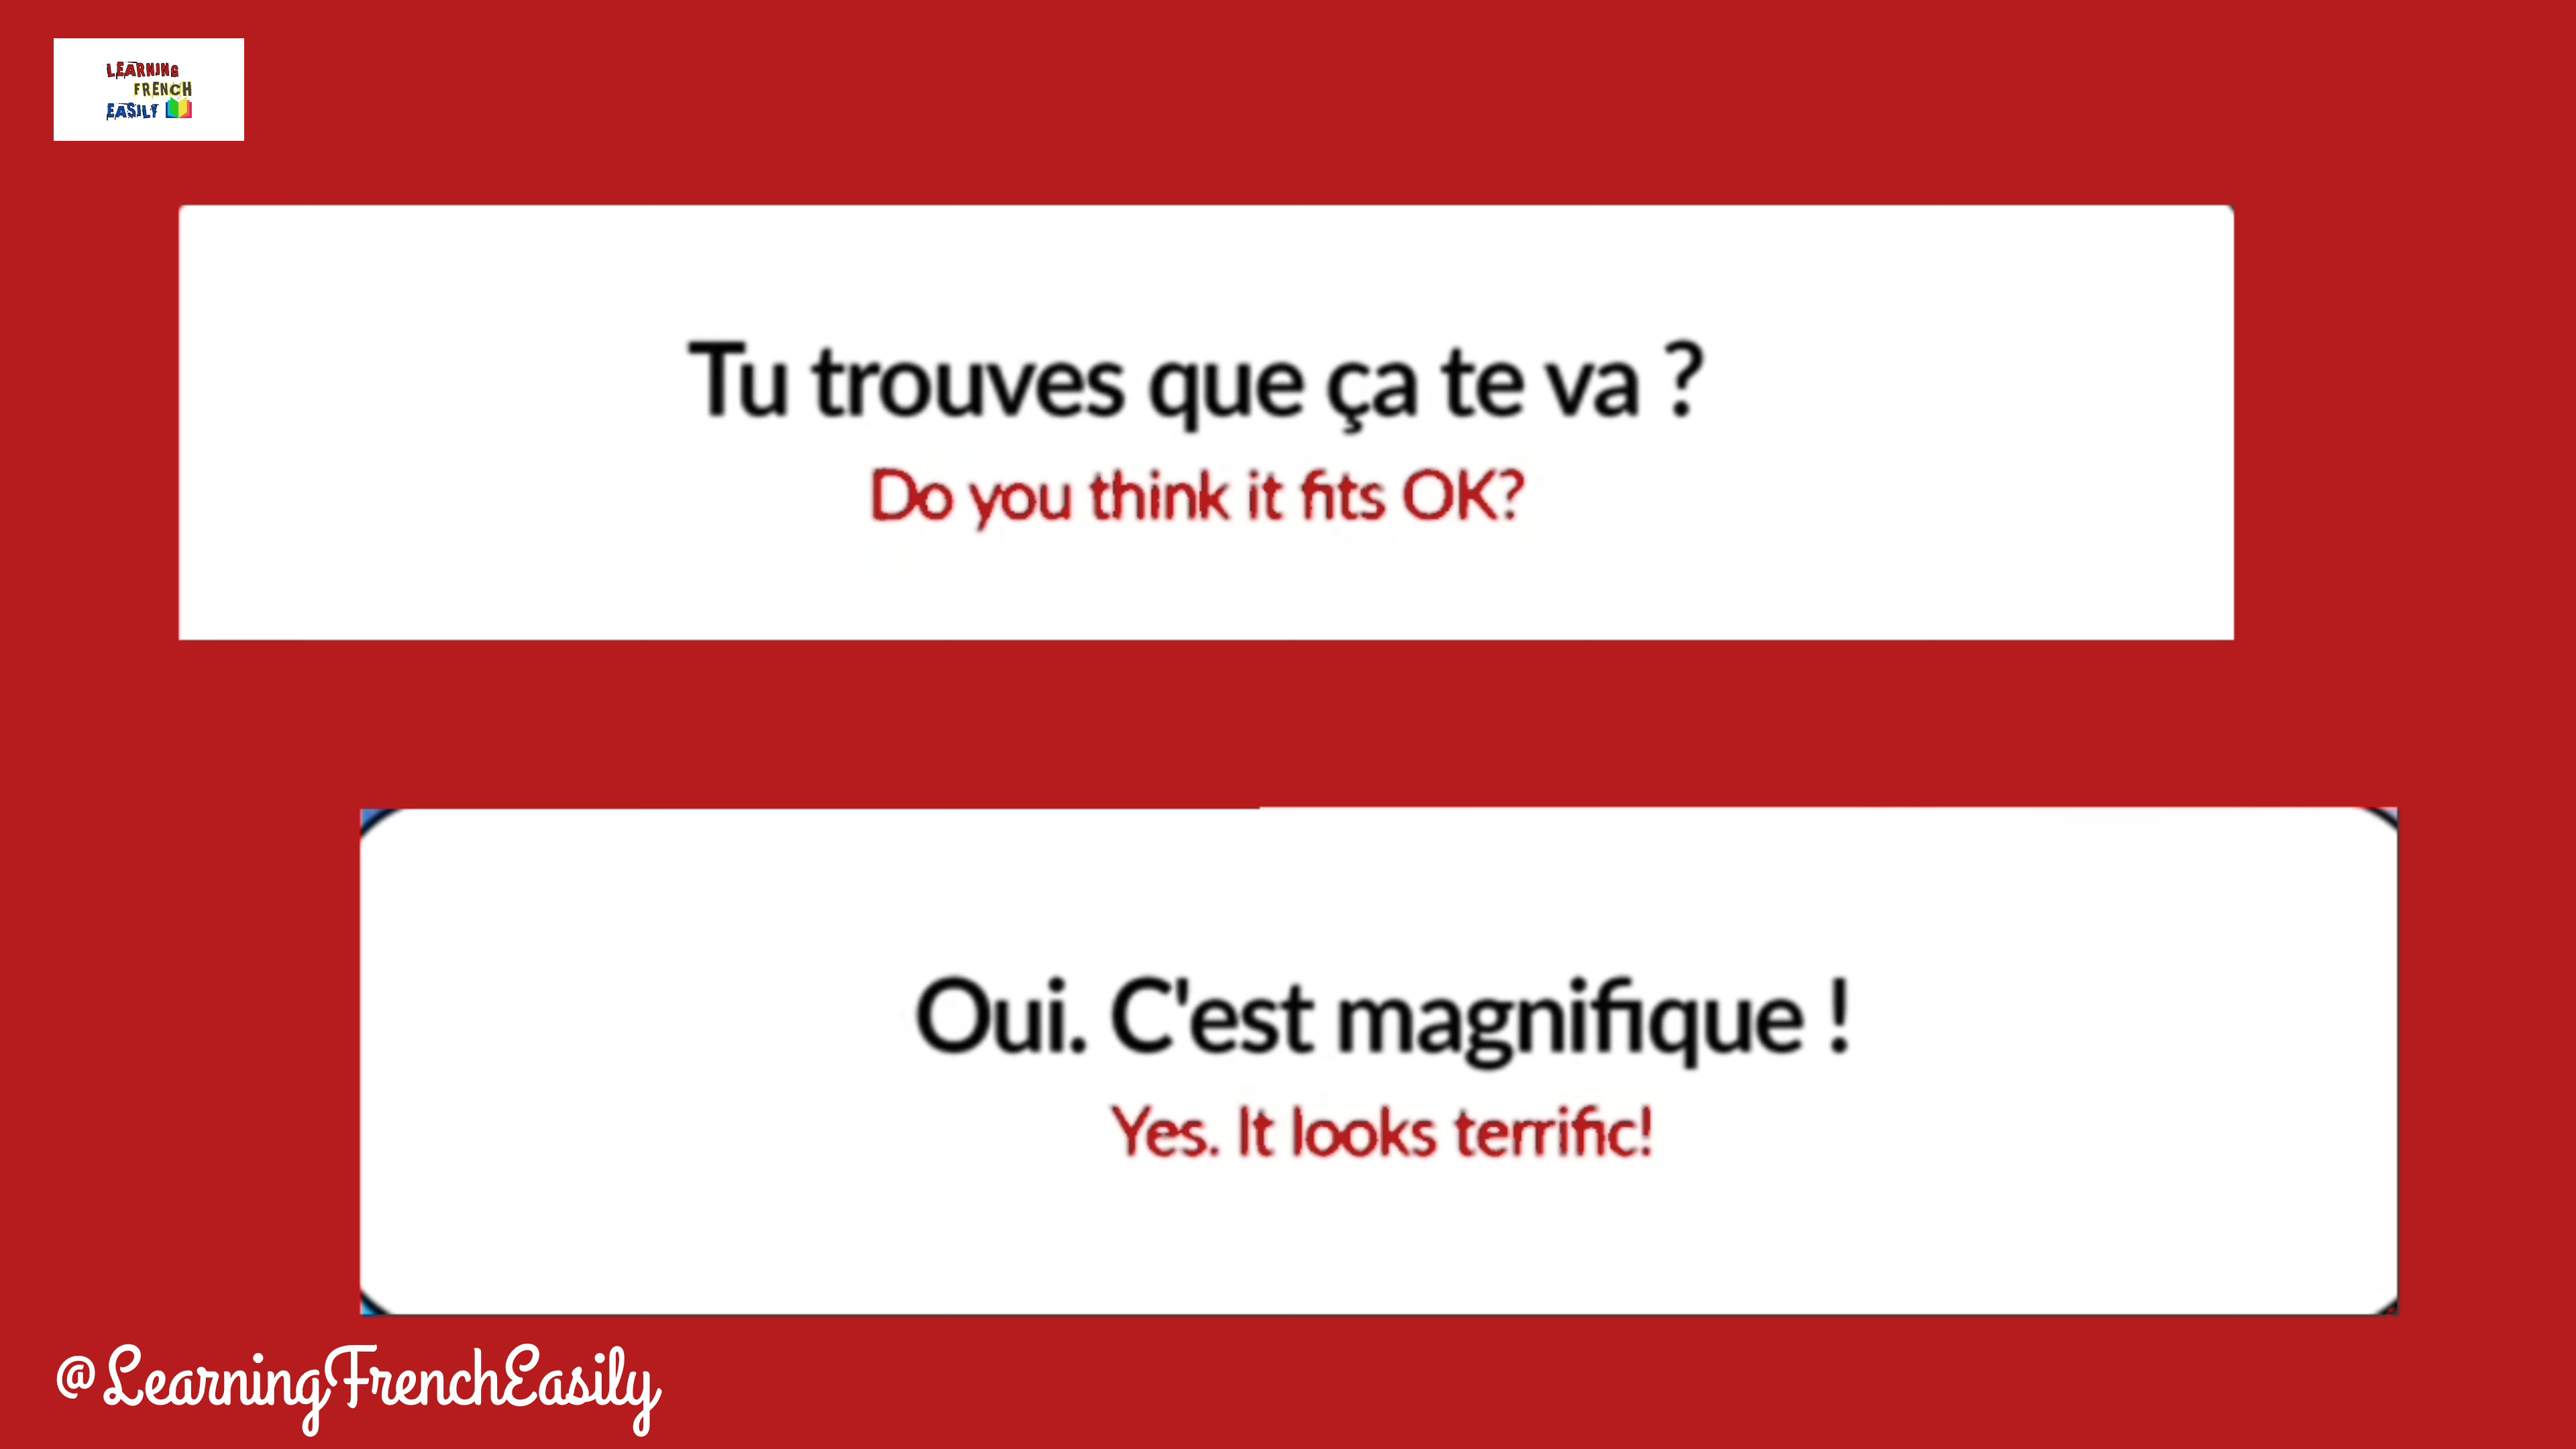 LEARNING
FRENCH
EASILY
Tu trouves que ça te va ?
Do you think it fits OK?
Oui. C'est magnifique !
Yes. It looks terrific!
@LearningFrenchEasily